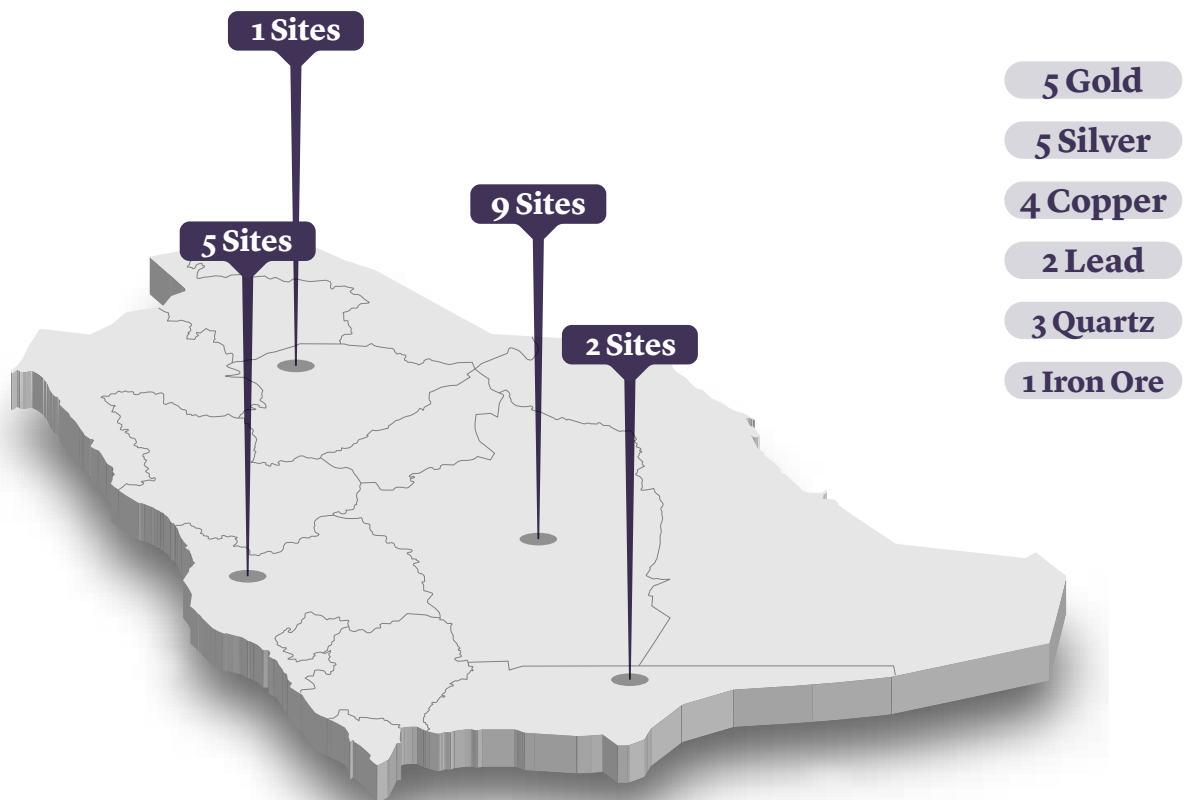 1 Sites
9 Sites
5 Sites
2 Sites
5 Gold
5 Silver
4 Copper
2 Lead
3 Quartz
1 Iron Ore